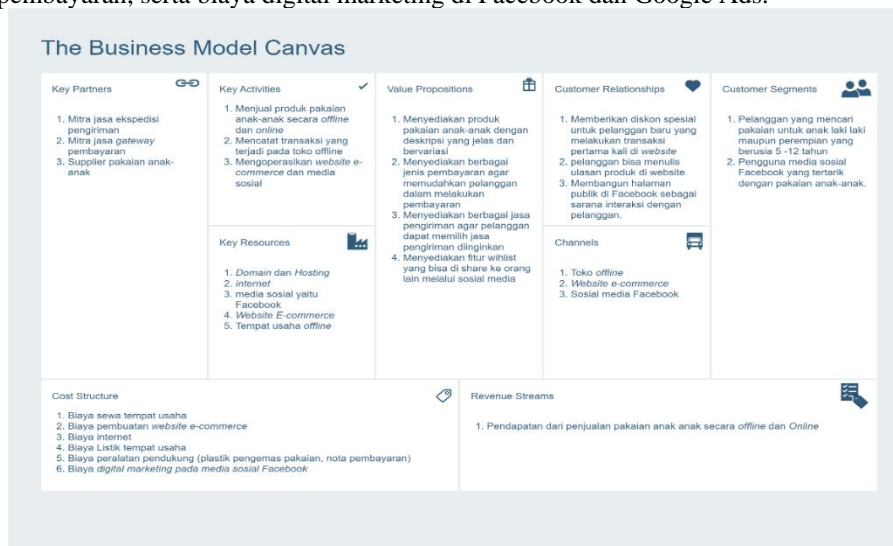 pembayaran, serta biaya digital marketing di Facebook dan Google Ads.
The Business Model Canvas
Key Partners
1. Mitra jasa ekspedisi
pengiriman
2. Mitra jasa gateway
pembayaran
3. Supplier pakaian anak-
anak
Key Activities
1. Menjual produk pakaian
anak-anak secara offline
dan online
2. Mencatat transaksi yang
terjadi pada toko offline
3. Mengoperasikan website e-
commerce dan media
sosial
Key Resources
1. Domain dan Hosting
2. internet
3. media sosial yaitu
Facebook
4. Website E-commerce
5. Tempat usaha offline
Value Propositions
1. Menyediakan produk
pakaian anak-anak dengan
deskripsi yang jelas dan
bervariasi
2. Menyediakan berbagai
jenis pembayaran agar
memudahkan pelanggan
dalam melakukan
pembayaran
3. Menyediakan berbagai jasa
pengiriman agar pelanggan
dapat memilih jasa
pengiriman diinginkan
4. Menyediakan fitur wihlist
yang bisa di share ke orang
lain melalui sosial media
Customer Relationships
1. Memberikan diskon spesial
untuk pelanggan baru yang
melakukan transaksi
pertama kali di website
2. pelanggan bisa menulis
ulasan produk di website
3. Membangun halaman
publik di Facebook sebagai
sarana interaksi dengan
pelanggan.
Channels
1. Toko offline
2. Website e-commerce
3. Sosial media Facebook
Customer Segments
1. Pelanggan yang mencari
pakaian untuk anak laki laki
maupun perempian yang
berusia 5 -12 tahun
2. Pengguna media sosial
Facebook yang tertarik
dengan pakaian anak-anak.
Cost Structure
1. Biaya sewa tempat usaha
2. Biaya pembuatan website e-commerce
3. Biaya internet
4. Biaya Listik tempat usaha
5. Biaya peralatan pendukung (plastik pengemas pakaian, nota pembayaran)
6. Biaya digital marketing pada media sosial Facebook
Revenue Streams
1. Pendapatan dari penjualan pakaian anak anak secara offline dan Online